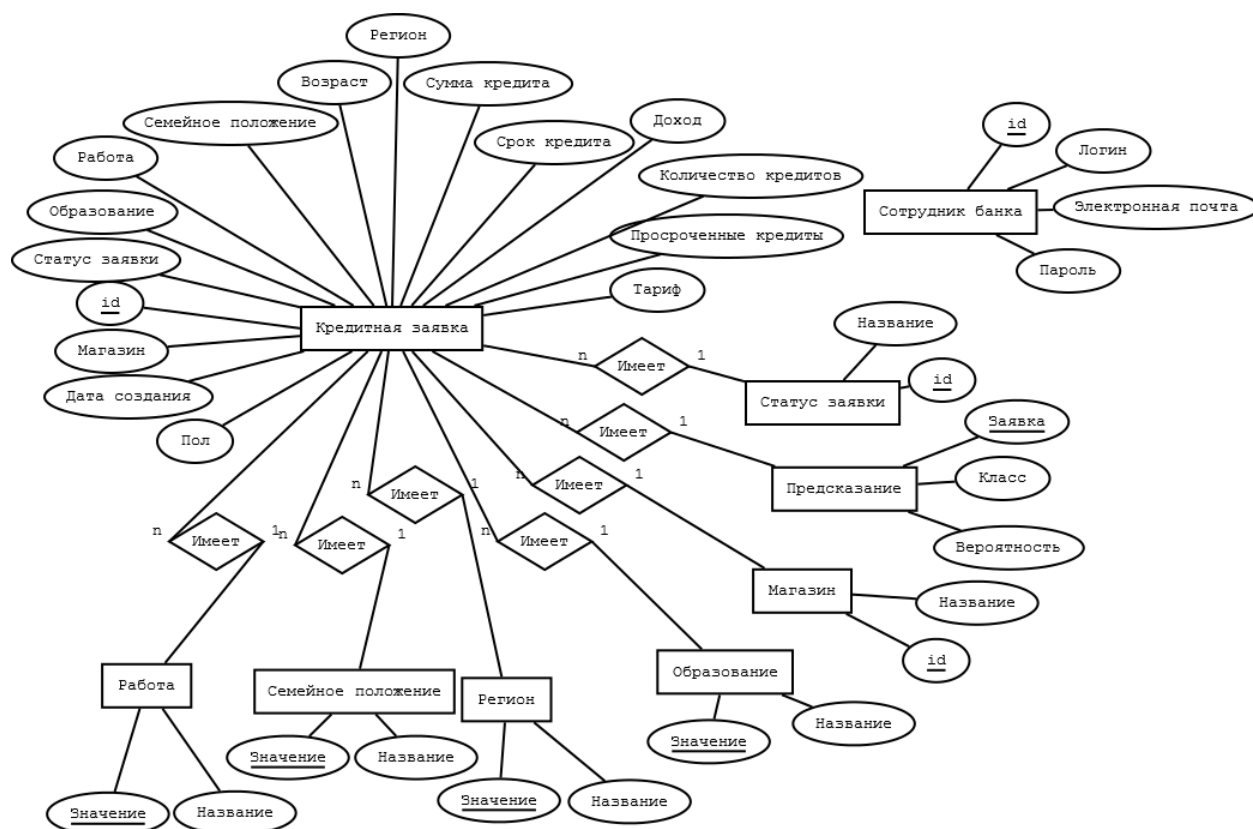 Регион
Возраст
Сумма кредита
Семейное положение
Доход
Срок кредита
id
Работа
Логин
Количество кредитов
Образование
Сотрудник банка
Электронная почта
Просроченные кредиты
Статус заявки
Пароль
Тариф
id
Кредитная заявка
Название
Магазин
n
Имеет
1
id
Дата создания
Статус заявки
Заявка
n
Имеет
1
Пол
Класс
n
Имеет
1
n
Имеет
1
Предсказание
n
Имеет
1
n
Имеет
1
n
Имеет
1
Вероятность
Магазин
Название
id
Образование
Работа
Семейное положение
Регион
Название
Значение
Значение
Название
Значение
Название
Значение
Название